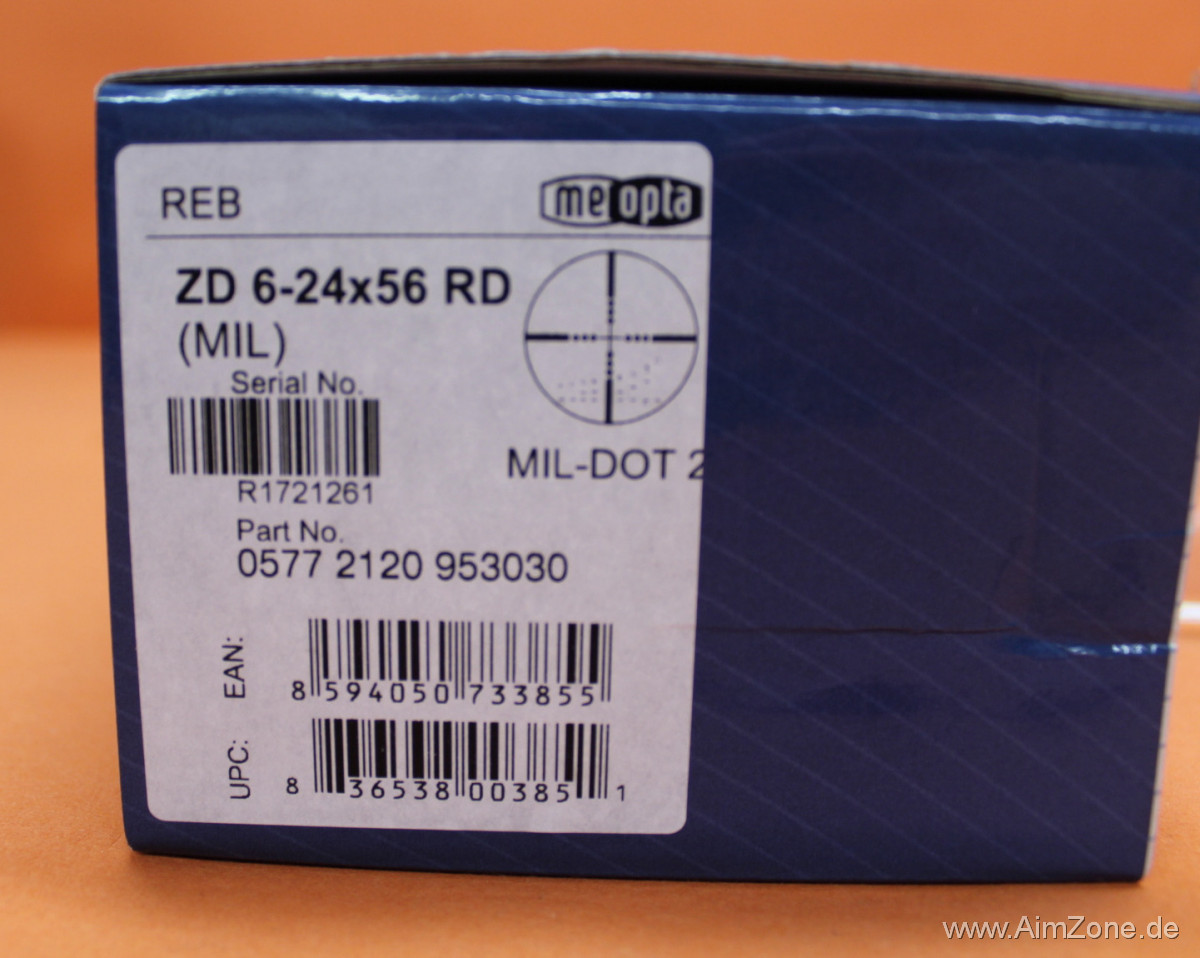 REB
meopta
ZD 6-24x56 RD
(MIL)
Serial No.
R1721261
MIL-DOT 2
Part No.
0577 2120 953030
EAN:
8 594050 733855
UPC:
8 36538 00385 1
www.AimZone.de